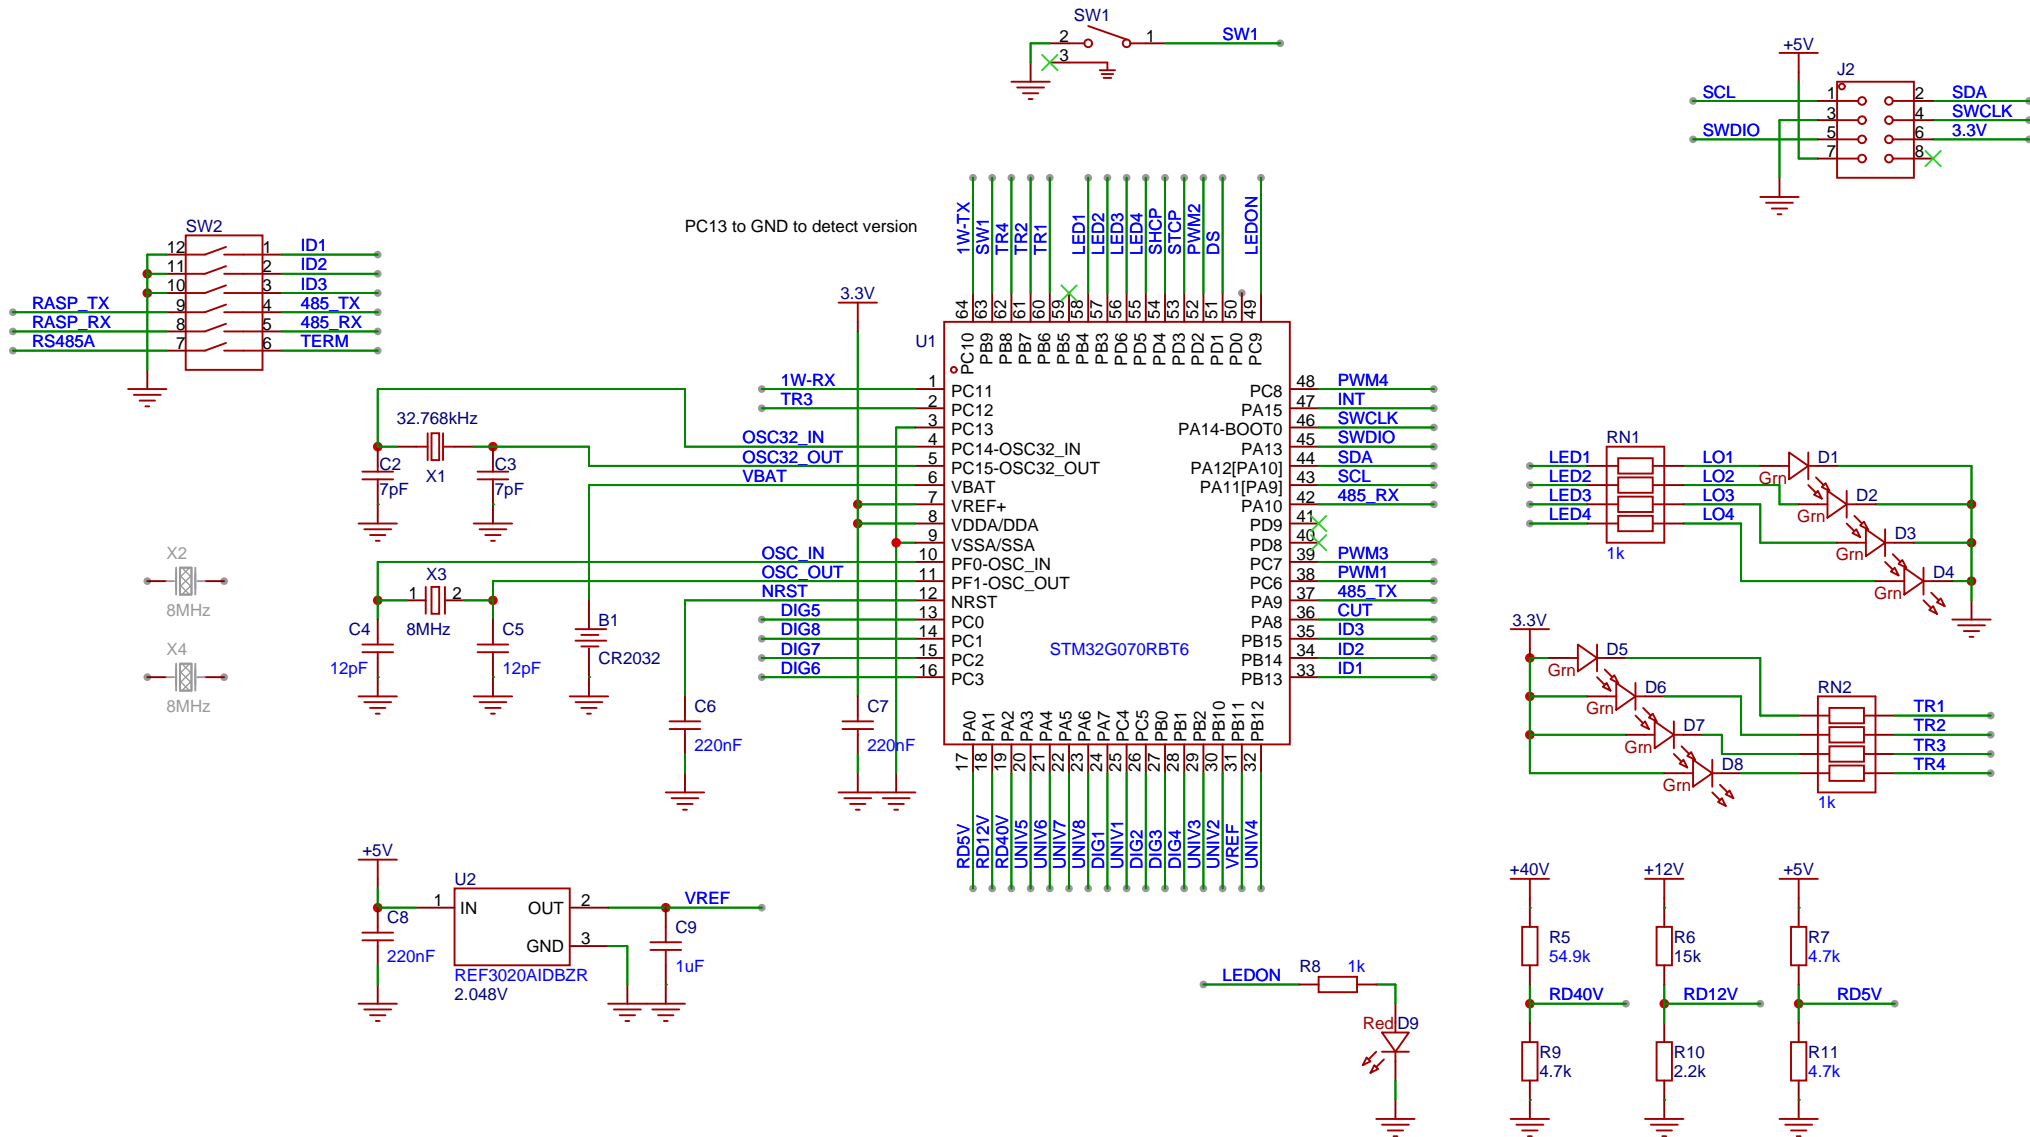 SW1
2
1
SW1
3
+5V
J2
SCL
1
2
SDA
3
4
SWCLK
SWDIO
5
6
3.3V
7
8
PC13 to GND to detect version
SW2
12
1
ID1
11
2
ID2
10
3
ID3
RASP_TX
9
4
485_TX
RASP_RX
8
5
485_RX
RS485A
7
6
TERM
1W-TX
SW1
TR4
TR2
TR1
LED1
LED2
LED3
LED4
SHCP
STCP
PWM2
DS
LEDON
64
63
62
61
60
59
58
57
56
55
54
53
52
51
50
49
PC10
PB9
PB8
PB7
PB6
PB5
PB4
PB3
PD6
PD5
PD4
PD3
PD2
PD1
PD0
PC9
3.3V
U1
1W-RX
1
PC11
TR3
2
PC12
3
PC13
OSC32_IN
4
PC14-OSC32_IN
OSC32_OUT
5
PC15-OSC32_OUT
VBAT
6
VBAT
7
VREF+
8
VDDA/DDA
9
VSSA/SSA
OSC_IN
10
PF0-OSC_IN
OSC_OUT
11
PF1-OSC_OUT
NRST
12
NRST
DIG5
13
PC0
DIG8
14
PC1
DIG7
15
PC2
DIG6
16
PC3
STM32G070RBT6
PC8
48
PWM4
PA15
47
INT
PA14-BOOT0
46
SWCLK
PA13
45
SWDIO
PA12[PA10]
44
SDA
PA11[PA9]
43
SCL
PA10
42
485_RX
PD9
41
PD8
40
PC7
39
PWM3
PC6
38
PWM1
PA9
37
485_TX
PA8
36
CUT
PB15
35
ID3
PB14
34
ID2
PB13
33
ID1
PA0
PA1
PA2
PA3
PA4
PA5
PA6
PA7
PC4
PC5
PB0
PB1
PB2
PB10
PB11
PB12
17
18
19
20
21
22
23
24
25
26
27
28
29
30
31
32
RD5V
RD12V
RD40V
UNIV5
UNIV6
UNIV7
UNIV8
DIG1
UNIV1
DIG2
DIG3
DIG4
UNIV3
UNIV2
VREF
UNIV4
32.768kHz
X1
C2
7pF
C3
7pF
X2
8MHz
X4
8MHz
X3
1
2
8MHz
C4
12pF
C5
12pF
B1
CR2032
C6
220nF
C7
220nF
RN1
LED1
LED2
LED3
LED4
1k
LO1
LO2
LO3
LO4
D1
Grn
D2
Grn
D3
Grn
D4
Grn
3.3V
D5
Grn
D6
Grn
D7
Grn
D8
Grn
RN2
1k
TR1
TR2
TR3
TR4
+5V
U2
1
IN
OUT
2
VREF
GND
3
C8
220nF
REF3020AIDBZR
2.048V
C9
1uF
LEDON
R8
1k
Red
D9
+40V
R5
54.9k
RD40V
R9
4.7k
+12V
R6
15k
RD12V
R10
2.2k
+5V
R7
4.7k
RD5V
R11
4.7k